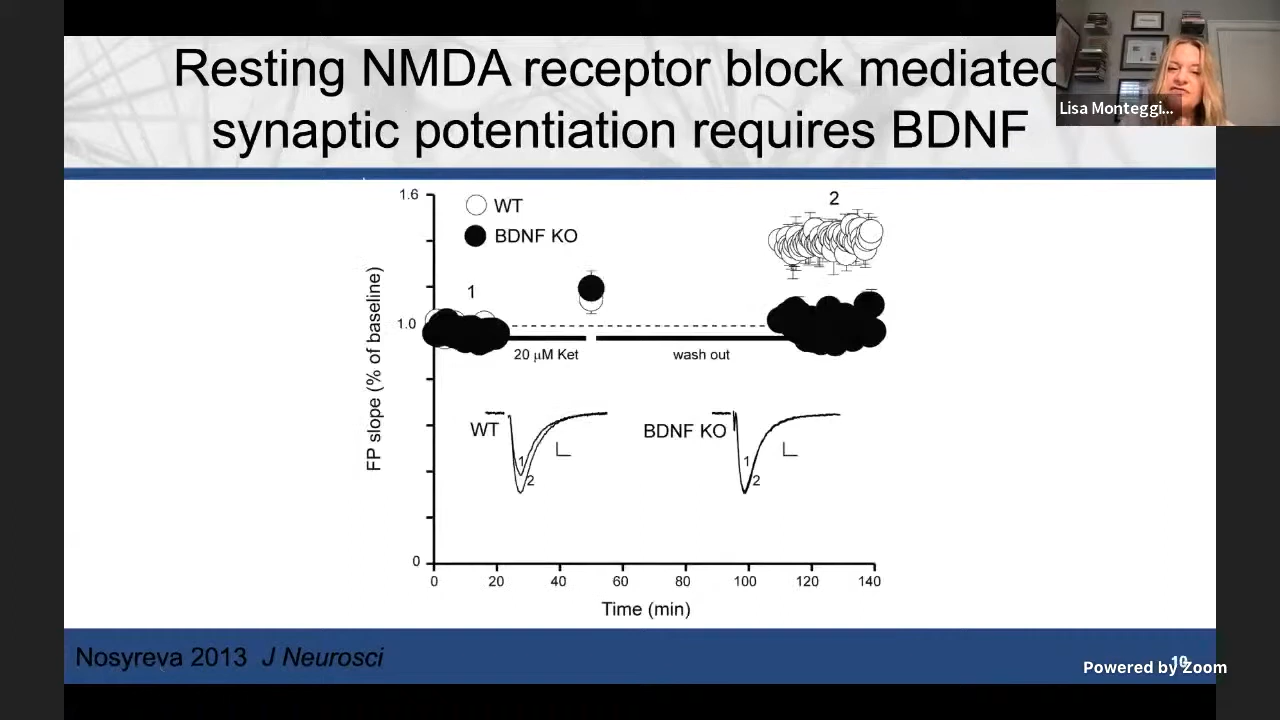 Resting NMDA receptor block mediated
synaptic potentiation requires BDNF
Lisa Monteggi...
1.6
WT
BDNF KO
1
2
1.0
20 μM Ket
wash out
FP slope (% of baseline)
WT
1
2
BDNF KO
1
2
0
0 20 40 60 80 100 120 140
Time (min)
Nosyreva 2013 J Neurosci
10
Powered by Zoom